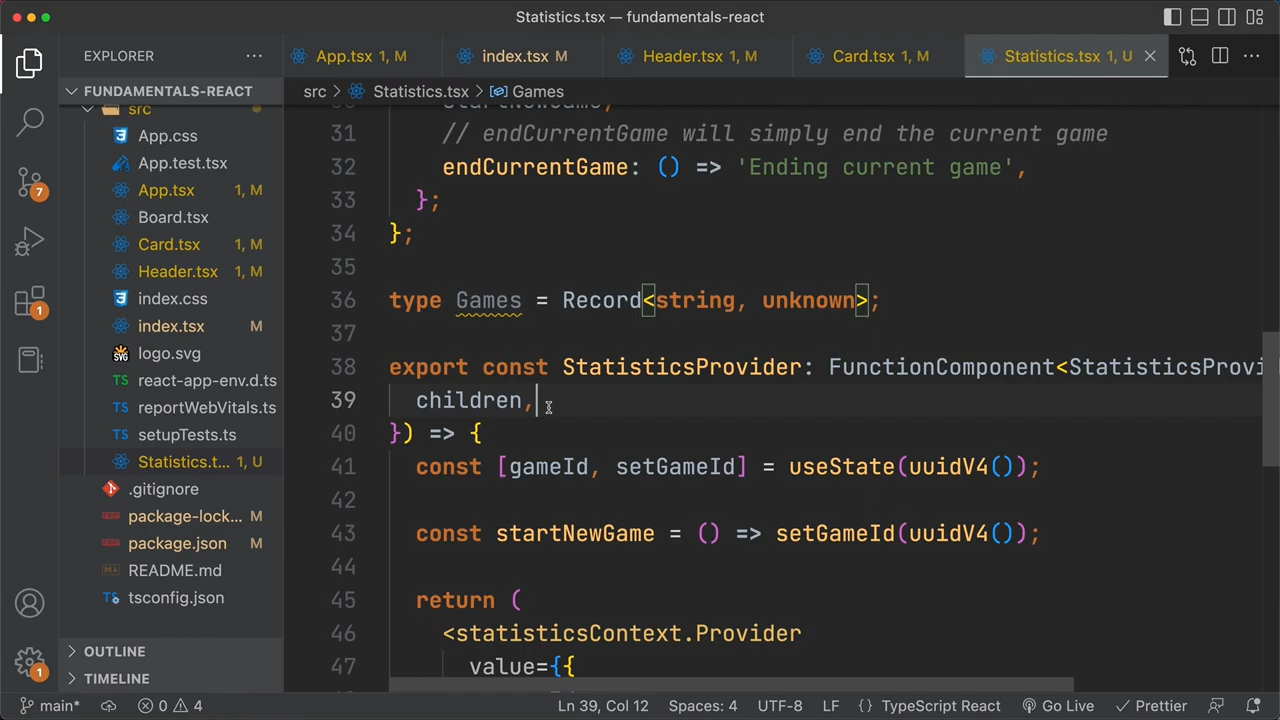 Statistics.tsx — fundamentals-react
EXPLORER
App.tsx 1, M
index.tsx M
Header.tsx 1, M
Card.tsx 1, M
Statistics.tsx 1, U
FUNDAMENTALS-REACT
src > Statistics.tsx > Games
src
App.css
App.test.tsx
App.tsx 1, M
Board.tsx
Card.tsx 1, M
Header.tsx 1, M
index.css
index.tsx M
logo.svg
react-app-env.d.ts
reportWebVitals.ts
setupTests.ts
Statistics.t... 1, U
.gitignore
package-lock... M
package.json M
README.md
tsconfig.json
OUTLINE
TIMELINE
7
1
1
startNewGame,
31 // endCurrentGame will simply end the current game
32 endCurrentGame: () => 'Ending current game',
33 };
34 };
35
36 type Games = Record<string, unknown>;
37
38 export const StatisticsProvider: FunctionComponent<StatisticsProvi
39 children,
40 }) => {
41 const [gameId, setGameId] = useState(uuidV4());
42
43 const startNewGame = () => setGameId(uuidV4());
44
45 return (
46 <statisticsContext.Provider
47 value={{
main* 0 4 Ln 39, Col 12 Spaces: 4 UTF-8 LF {} TypeScript React Go Live Prettier